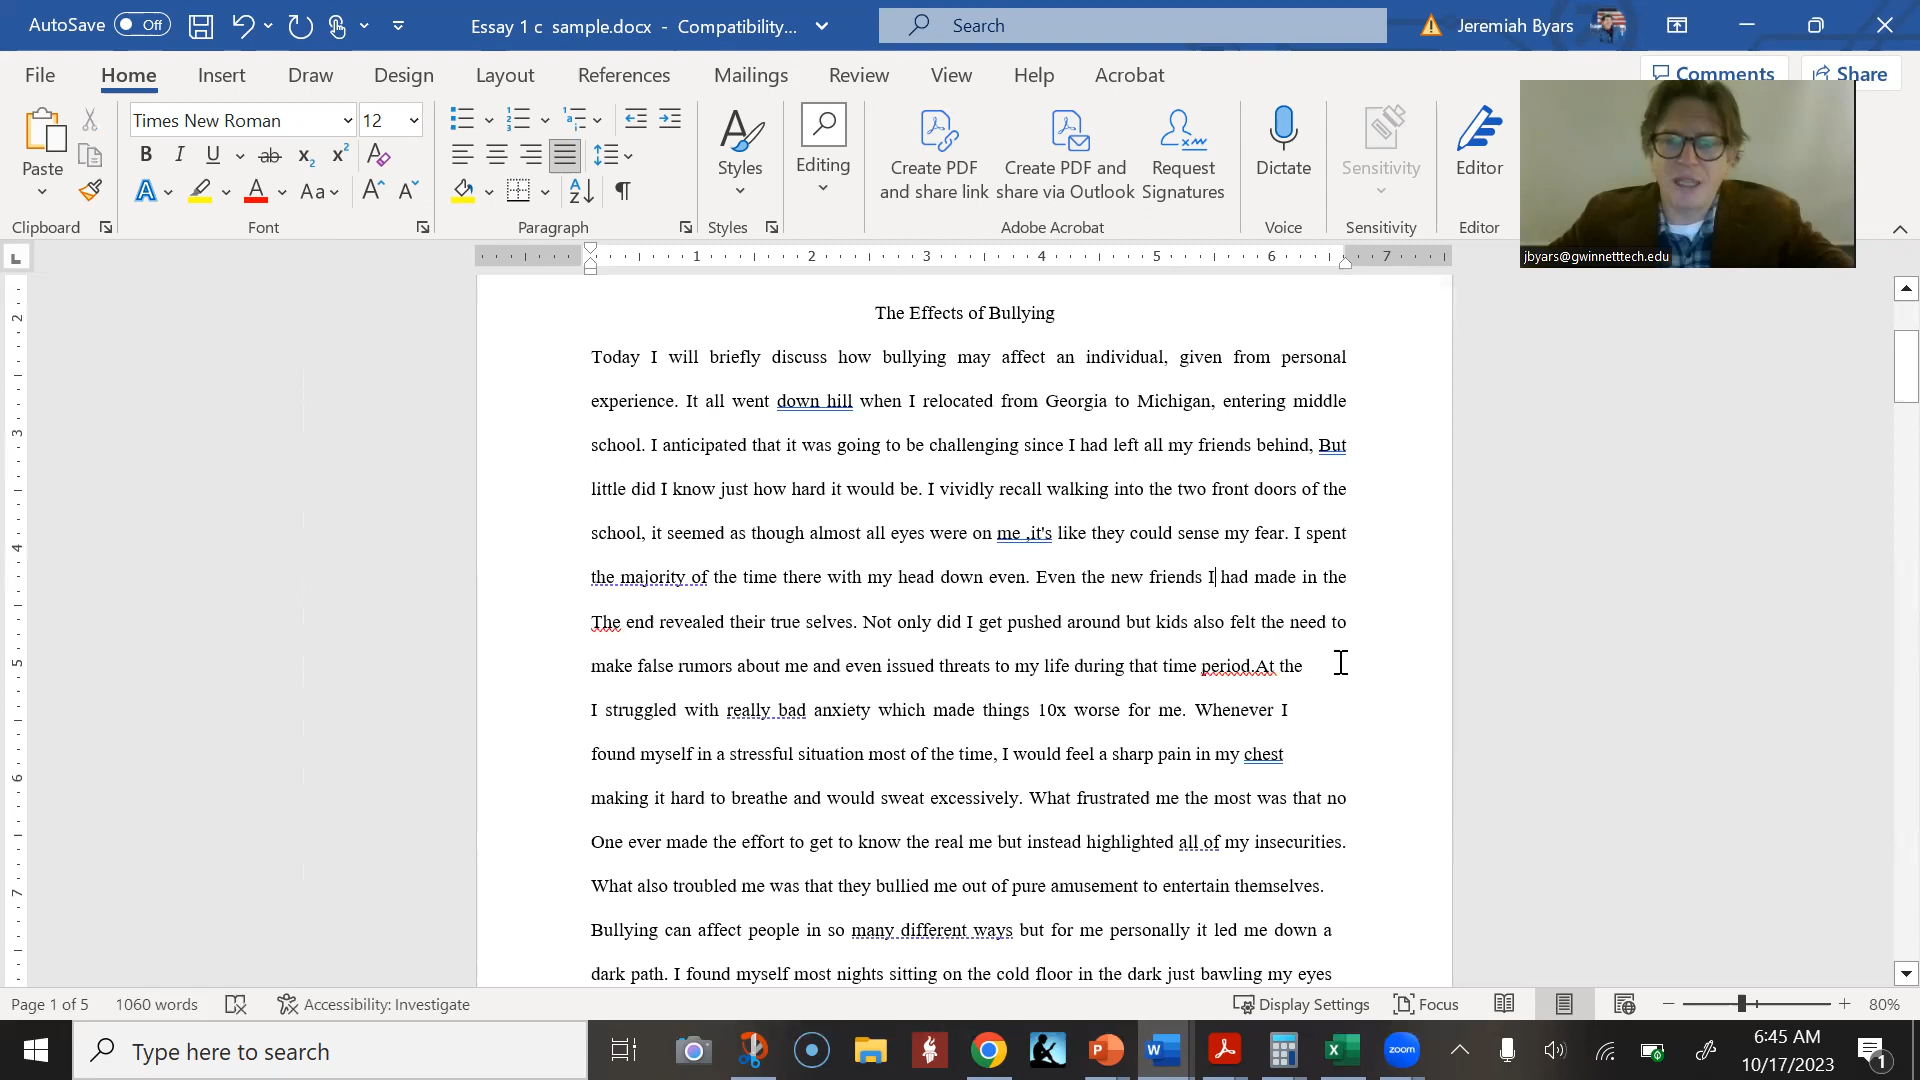 AutoSave Off Essay 1 c sample.docx - Compatibility... Search Jeremiah Byars
File Home Insert Draw Design Layout References Mailings Review View Help Acrobat Comments Share
Times New Roman 12
Paste Styles Editing Create PDF and share link Create PDF and share via Outlook Request Signatures Dictate Sensitivity Editor
Clipboard Font Paragraph Styles Adobe Acrobat Voice Sensitivity Editor
jbyars@gwinnetttech.edu
1 2 3 4 5 6 7
The Effects of Bullying
Today I will briefly discuss how bullying may affect an individual, given from personal
experience. It all went down hill when I relocated from Georgia to Michigan, entering middle
school. I anticipated that it was going to be challenging since I had left all my friends behind, But
little did I know just how hard it would be. I vividly recall walking into the two front doors of the
school, it seemed as though almost all eyes were on me ,it's like they could sense my fear. I spent
the majority of the time there with my head down even. Even the new friends I had made in the
The end revealed their true selves. Not only did I get pushed around but kids also felt the need to
make false rumors about me and even issued threats to my life during that time period.At the
I struggled with really bad anxiety which made things 10x worse for me. Whenever I
found myself in a stressful situation most of the time, I would feel a sharp pain in my chest
making it hard to breathe and would sweat excessively. What frustrated me the most was that no
One ever made the effort to get to know the real me but instead highlighted all of my insecurities.
What also troubled me was that they bullied me out of pure amusement to entertain themselves.
Bullying can affect people in so many different ways but for me personally it led me down a
dark path. I found myself most nights sitting on the cold floor in the dark just bawling my eyes
2
3
4
5
6
7
Page 1 of 5 1060 words Accessibility: Investigate Display Settings Focus 80%
Type here to search zoom 6:45 AM
10/17/2023 1